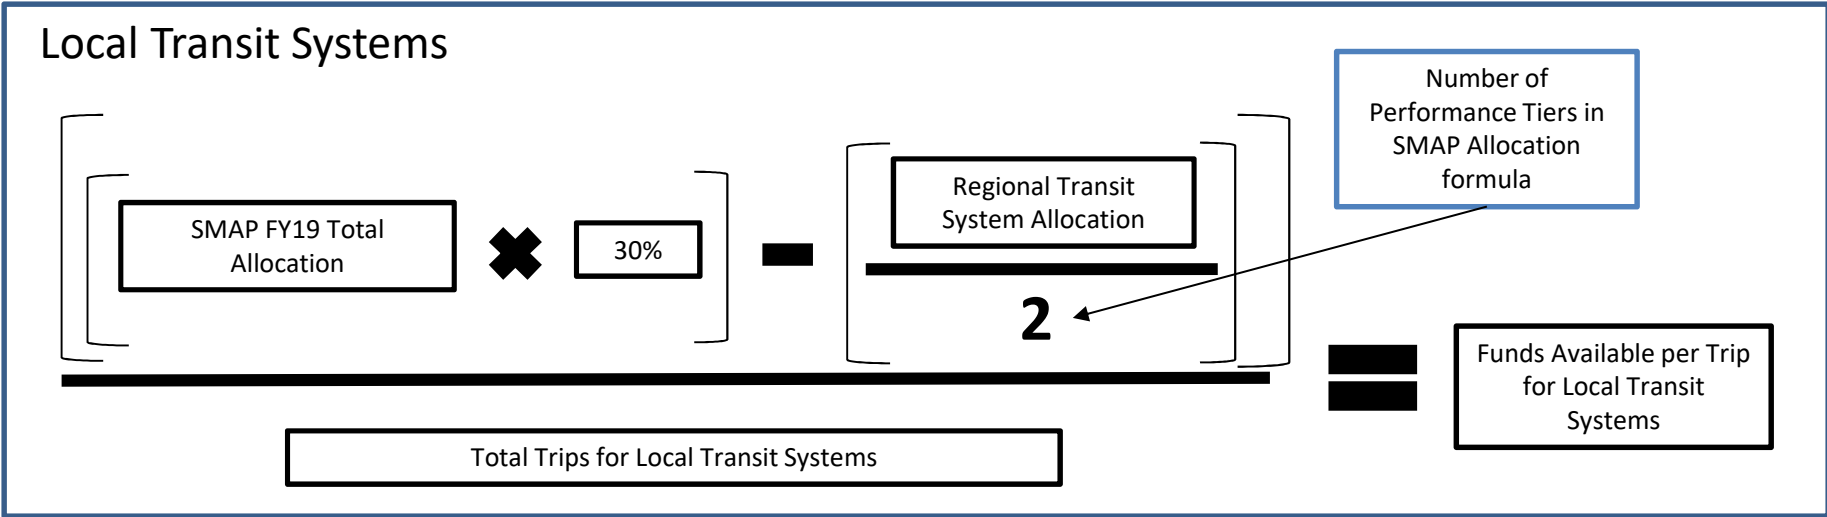 Local Transit Systems
Number of
Performance Tiers in
SMAP Allocation
formula
SMAP FY19 Total
Allocation
30%
Regional Transit
System Allocation
2
Funds Available per Trip
for Local Transit
Systems
Total Trips for Local Transit Systems